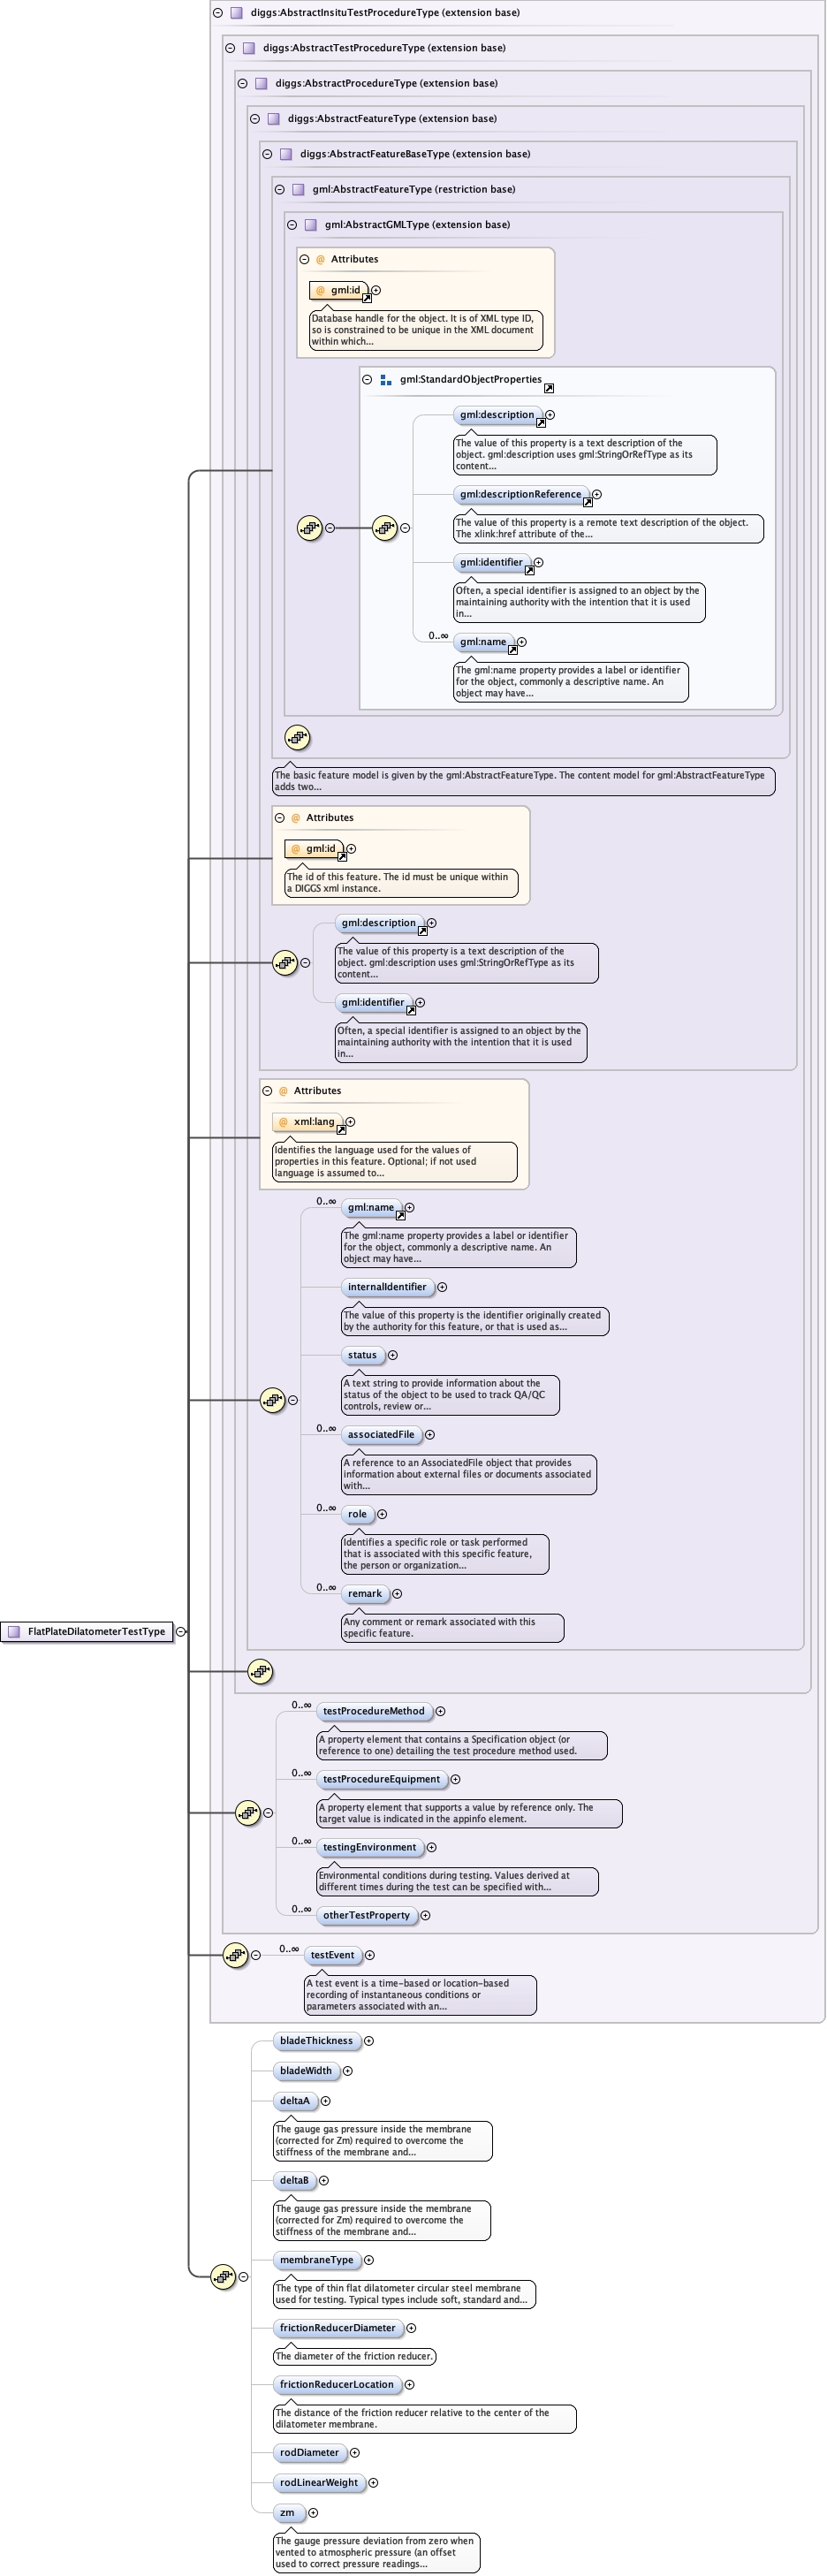 diggs:AbstractInsituTestProcedureType (extension base)
diggs:AbstractTestProcedureType (extension base)
diggs:AbstractProcedureType (extension base)
diggs:AbstractFeatureType (extension base)
diggs:AbstractFeatureBaseType (extension base)
gml:AbstractFeatureType (restriction base)
gml:AbstractGMLType (extension base)
@ Attributes
@ gml:id
Database handle for the object. It is of XML type ID,
so is constrained to be unique in the XML document
within which...
gml:StandardObjectProperties
gml:description
The value of this property is a text description of the
object. gml:description uses gml:StringOrRefType as its
content...
gml:descriptionReference
The value of this property is a remote text description of the object.
The xlink:href attribute of the...
gml:identifier
Often, a special identifier is assigned to an object by the
maintaining authority with the intention that it is used
in...
0..∞ gml:name
The gml:name property provides a label or identifier
for the object, commonly a descriptive name. An
object may have...
The basic feature model is given by the gml:AbstractFeatureType. The content model for gml:AbstractFeatureType
adds two...
@ Attributes
@ gml:id
The id of this feature. The id must be unique within
a DIGGS xml instance.
gml:description
The value of this property is a text description of the
object. gml:description uses gml:StringOrRefType as its
content...
gml:identifier
Often, a special identifier is assigned to an object by the
maintaining authority with the intention that it is used
in...
@ Attributes
@ xml:lang
Identifies the language used for the values of
properties in this feature. Optional; if not used
language is assumed to...
0..∞ gml:name
The gml:name property provides a label or identifier
for the object, commonly a descriptive name. An
object may have...
internalIdentifier
The value of this property is the identifier originally created
by the authority for this feature, or that is used as...
status
A text string to provide information about the
status of the object to be used to track QA/QC
controls, review or...
0..∞ associatedFile
A reference to an AssociatedFile object that provides
information about external files or documents associated
with...
0..∞ role
Identifies a specific role or task performed
that is associated with this specific feature,
the person or organization...
0..∞ remark
Any comment or remark associated with this
specific feature.
FlatPlateDilatometerTestType
0..∞ testProcedureMethod
A property element that contains a Specification object (or
reference to one) detailing the test procedure method used.
0..∞ testProcedureEquipment
A property element that supports a value by reference only. The
target value is indicated in the appinfo element.
0..∞ testingEnvironment
Environmental conditions during testing. Values derived at
different times during the test can be specified with...
0..∞ otherTestProperty
0..∞ testEvent
A test event is a time-based or location-based
recording of instantaneous conditions or
parameters associated with an...
bladeThickness
bladeWidth
deltaA
The gauge gas pressure inside the membrane
(corrected for Zm) required to overcome the
stiffness of the membrane and...
deltaB
The gauge gas pressure inside the membrane
(corrected for Zm) required to overcome the
stiffness of the membrane and...
membraneType
The type of thin flat dilatometer circular steel membrane
used for testing. Typical types include soft, standard and...
frictionReducerDiameter
The diameter of the friction reducer.
frictionReducerLocation
The distance of the friction reducer relative to the center of the
dilatometer membrane.
rodDiameter
rodLinearWeight
zm
The gauge pressure deviation from zero when
vented to atmospheric pressure (an offset
used to correct pressure readings...